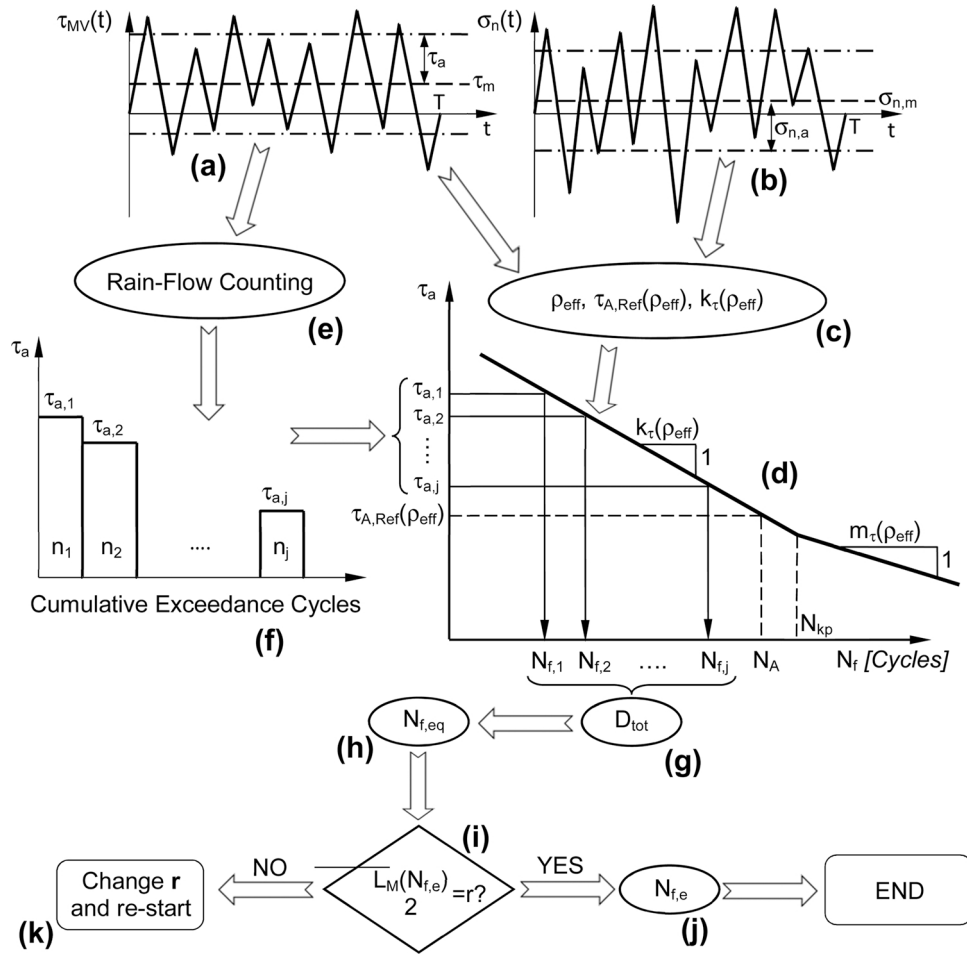 τMV(t)
τa
τm
T
t
(a)
σn(t)
σn,m
σn,a
T
t
(b)
Rain-Flow Counting
(e)
ρeff, τA,Ref(ρeff), kτ(ρeff)
(c)
τa
τa,1
τa,2
τa,j
n1
n2
....
nj
Cumulative Exceedance Cycles
(f)
τa
τa,1
τa,2
....
τa,j
τA,Ref(ρeff)
kτ(ρeff)
1
(d)
mτ(ρeff)
1
Nkp
Nf,1
Nf,2
....
Nf,j
NA
Nf [Cycles]
Dtot
(g)
Nf,eq
(h)
(i)
LM(Nf,e)
2
=r?
NO
YES
Change r
and re-start
(k)
Nf,e
(j)
END